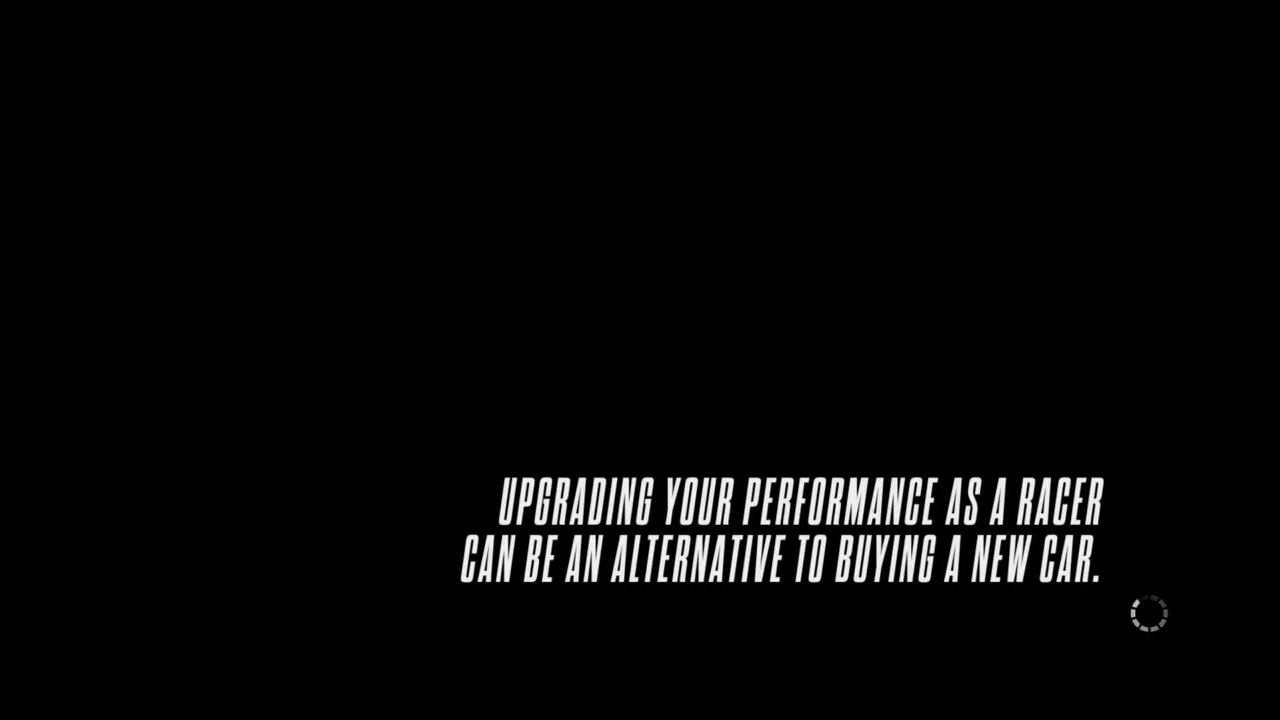 UPGRADING YOUR PERFORMANCE AS A RACER
CAN BE AN ALTERNATIVE TO BUYING A NEW CAR.